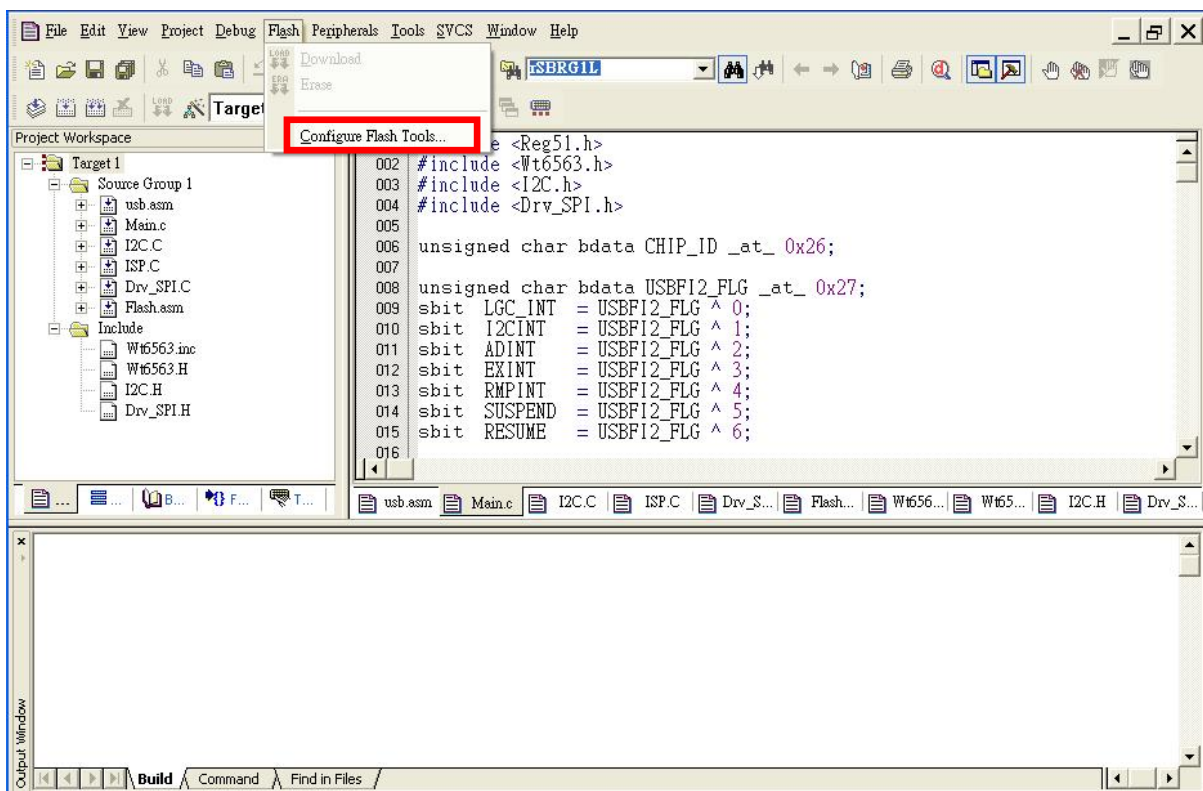 File Edit View Project Debug Flash Peripherals Tools SVCS Window Help
LOAD Download
ERA Erase
Configure Flash Tools...
rSBRG1L
LOAD
Targe
Project Workspace
Target 1
Source Group 1
usb.asm
Main.c
I2C.C
ISP.C
Drv_SPI.C
Flash.asm
Include
Wt6563.inc
Wt6563.H
I2C.H
Drv_SPI.H
e <Reg51.h>
002 #include <Wt6563.h>
003 #include <I2C.h>
004 #include <Drv_SPI.h>
005
006 unsigned char bdata CHIP_ID _at_ 0x26;
007
008 unsigned char bdata USBFI2_FLG _at_ 0x27;
009 sbit LGC_INT = USBFI2_FLG ^ 0;
010 sbit I2CINT = USBFI2_FLG ^ 1;
011 sbit ADINT = USBFI2_FLG ^ 2;
012 sbit EXINT = USBFI2_FLG ^ 3;
013 sbit RMPINT = USBFI2_FLG ^ 4;
014 sbit SUSPEND = USBFI2_FLG ^ 5;
015 sbit RESUME = USBFI2_FLG ^ 6;
016
... ... B... F... T...
usb.asm Main.c I2C.C ISP.C Drv_S... Flash... Wt656... Wt65... I2C.H Drv_S...
Output Window
Build Command Find in Files